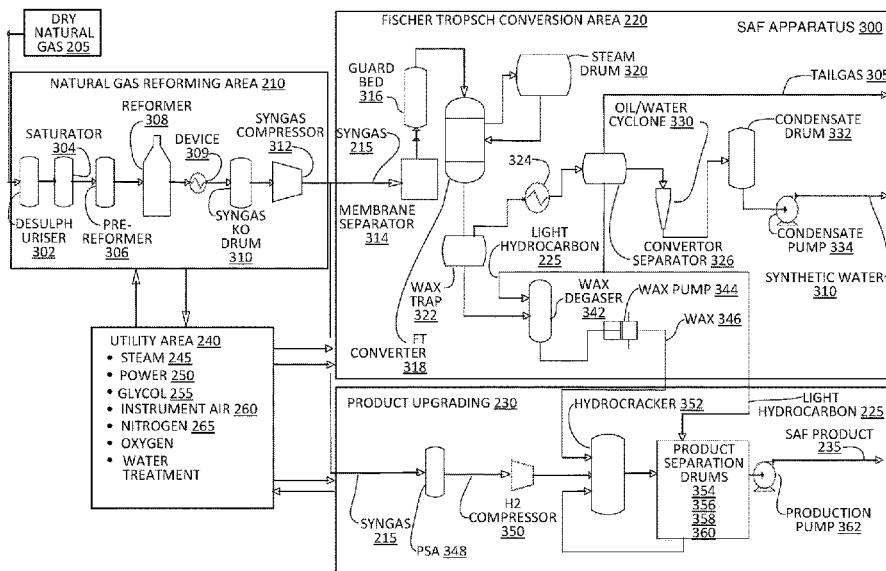 DRY
NATURAL
GAS 205
FISCHER TROPSCH CONVERSION AREA 220
SAF APPARATUS 300
NATURAL GAS REFORMING AREA 210
REFORMER
308
SATURATOR
304
DEVICE
309
SYNGAS
COMPRESSOR
312
DESULPH
URISER
302
PRE-
REFORMER
306
SYNGAS
KO
DRUM
310
GUARD
BED
316
STEAM
DRUM
320
TAILGAS 305
OIL/WATER
CYCLONE
330
CONDENSATE
DRUM
332
SYNGAS
215
324
MEMBRANE
SEPARATOR
314
LIGHT
HYDROCARBON
225
CONVERTOR
SEPARATOR
326
CONDENSATE
PUMP
334
SYNTHETIC
WATER
310
WAX
TRAP
322
WAX
DEGASER
342
WAX PUMP 344
WAX 346
FT
CONVERTER
318
UTILITY AREA 240
• STEAM 245
• POWER 250
• GLYCOL 255
• INSTRUMENT AIR 260
• NITROGEN 265
• OXYGEN
• WATER
TREATMENT
PRODUCT UPGRADING 230
HYDROCRACKER 352
LIGHT
HYDROCARBON 225
SAF PRODUCT
235
PRODUCT
SEPARATION
DRUMS
354
356
358
360
SYNGAS
215
PSA 348
H2
COMPRESSOR
350
PRODUCTION
PUMP 362